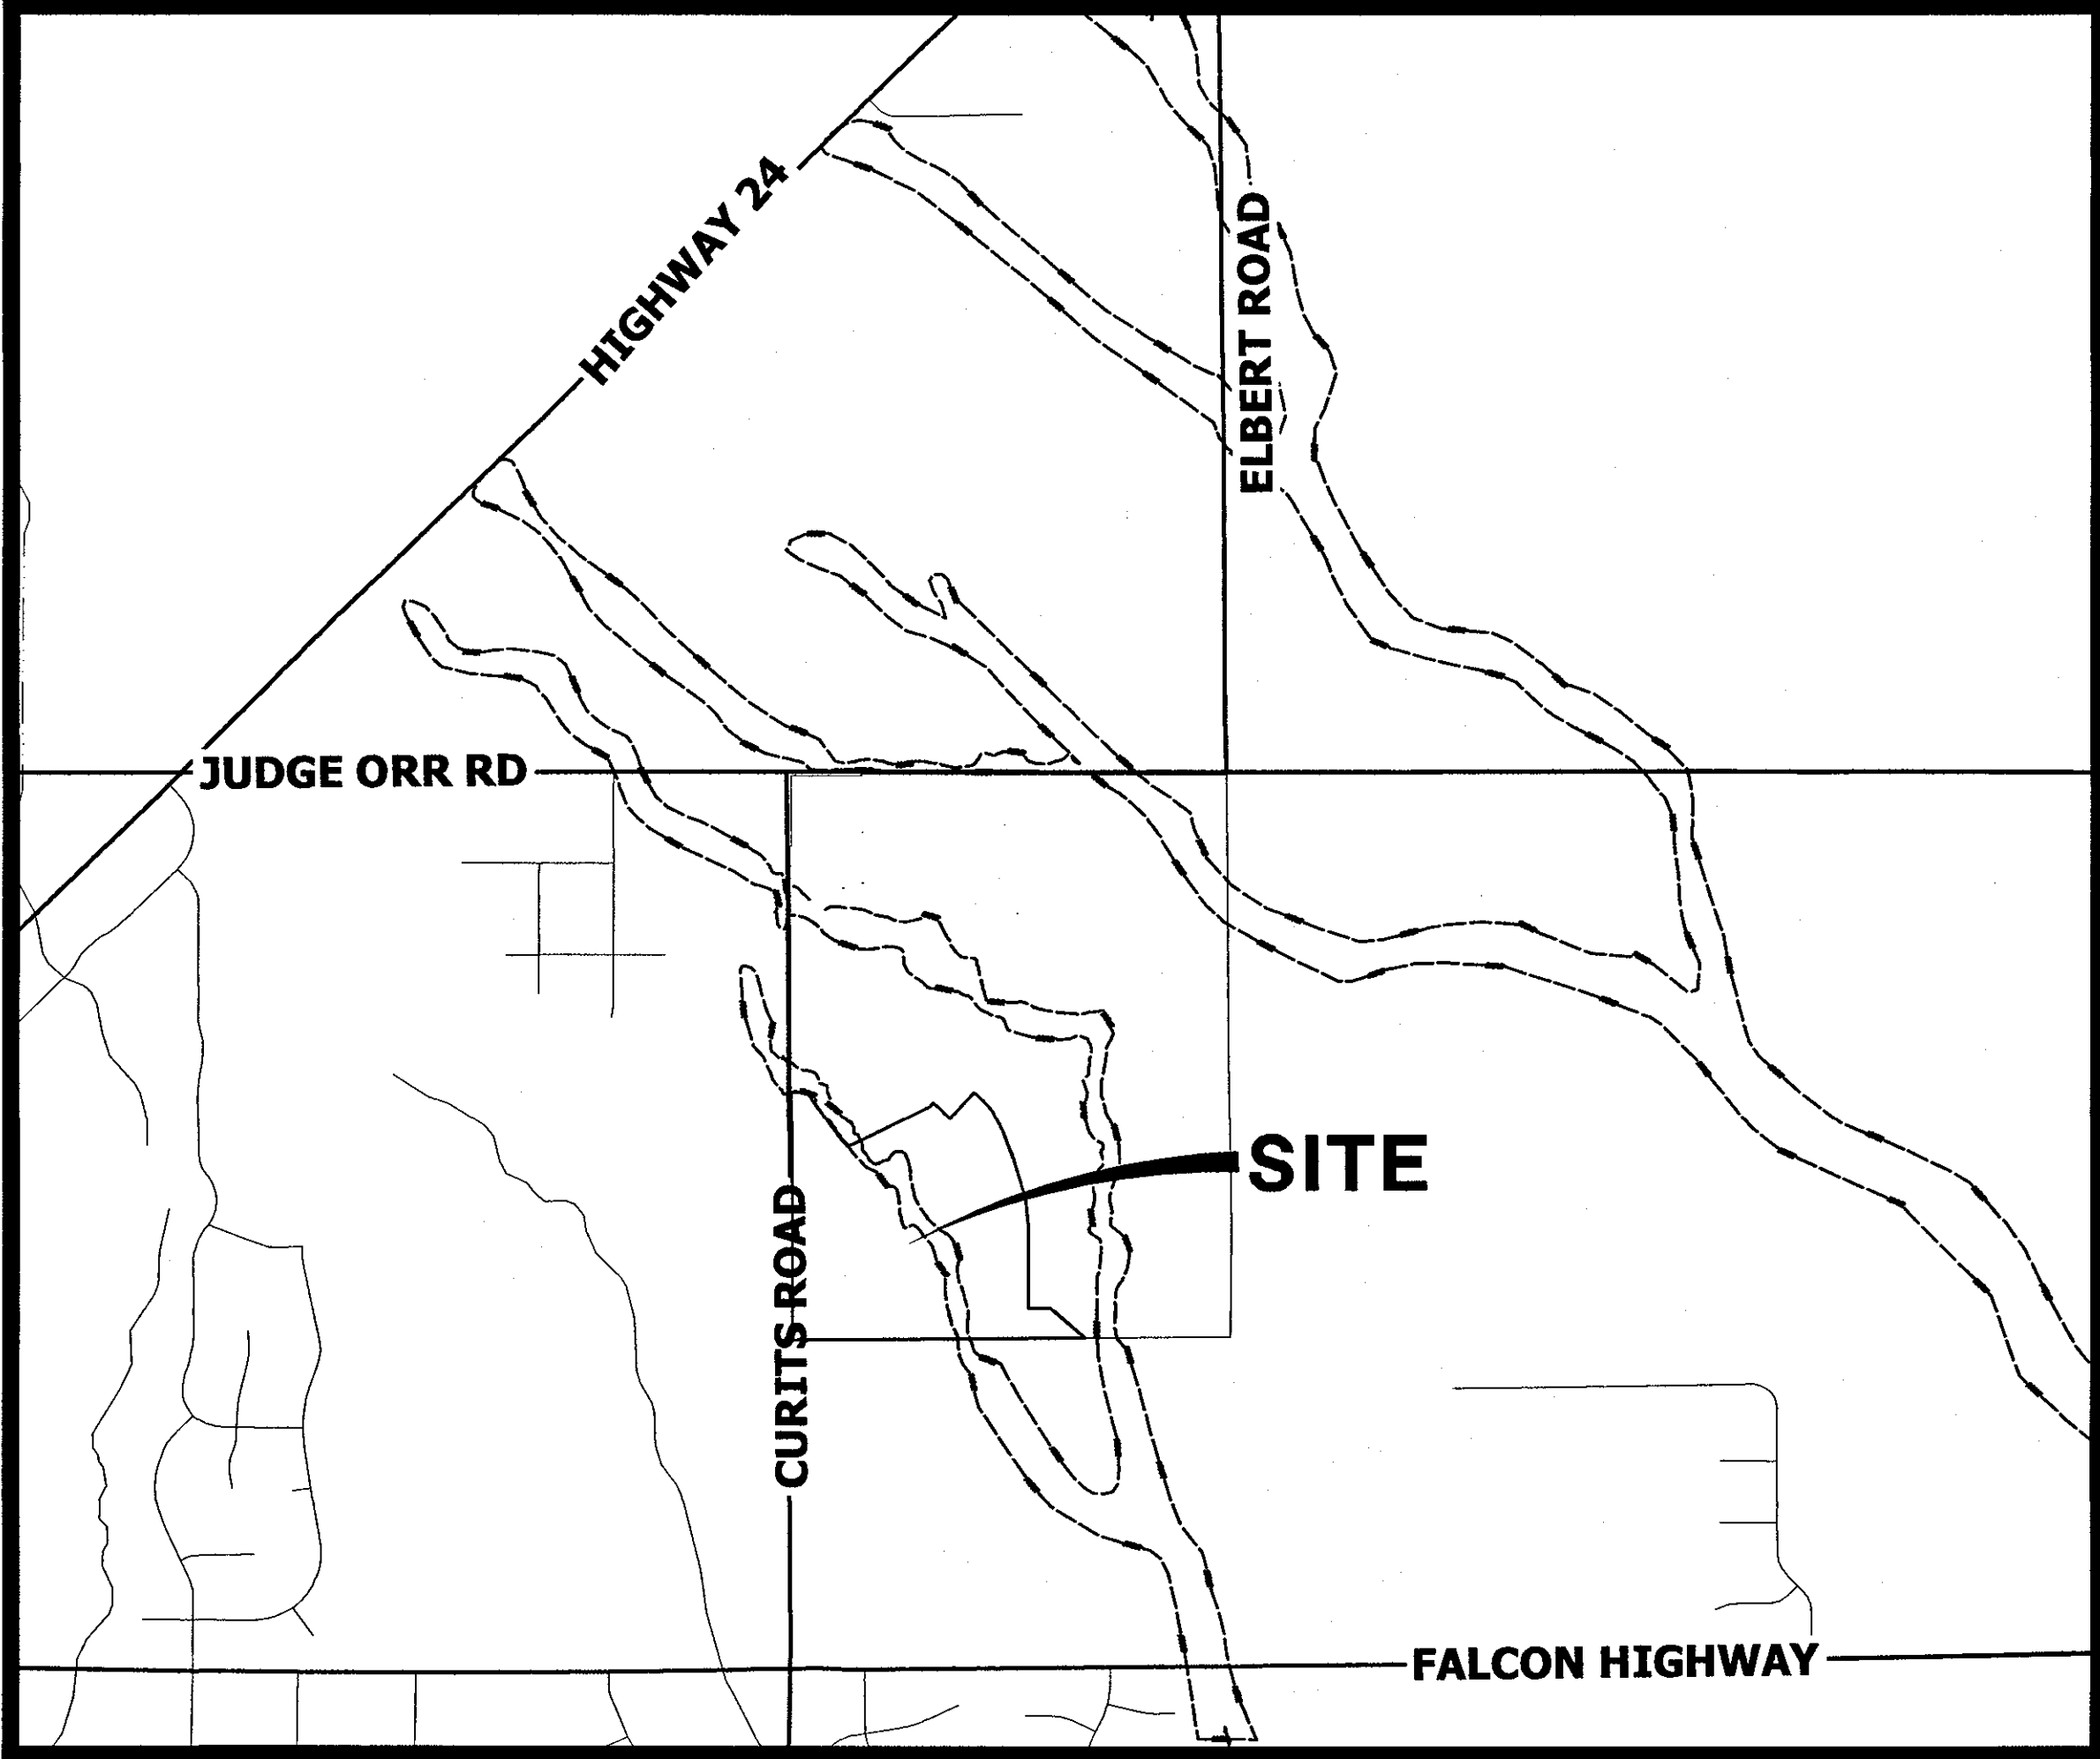 HIGHWAY 24
ELBERT ROAD
JUDGE ORR RD
SITE
CURITS ROAD
FALCON HIGHWAY